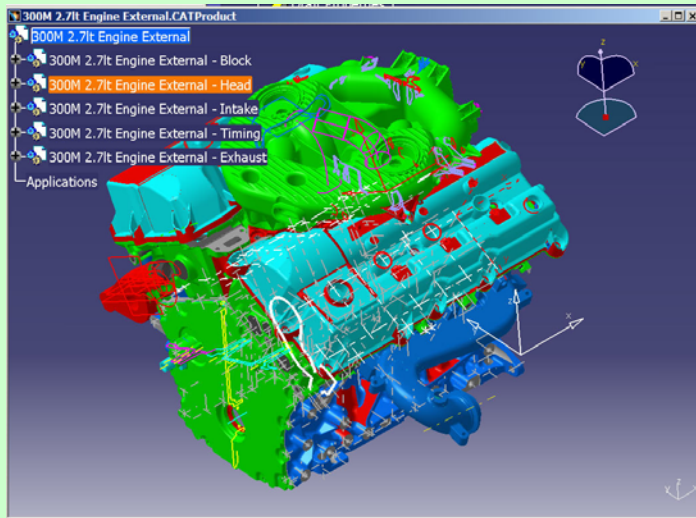 300M 2.7lt Engine External.CATProduct
300M 2.7lt Engine External
300M 2.7lt Engine External - Block
300M 2.7lt Engine External - Head
300M 2.7lt Engine External - Intake
300M 2.7lt Engine External - Timing
300M 2.7lt Engine External - Exhaust
Applications
z
y
x
z
x
z